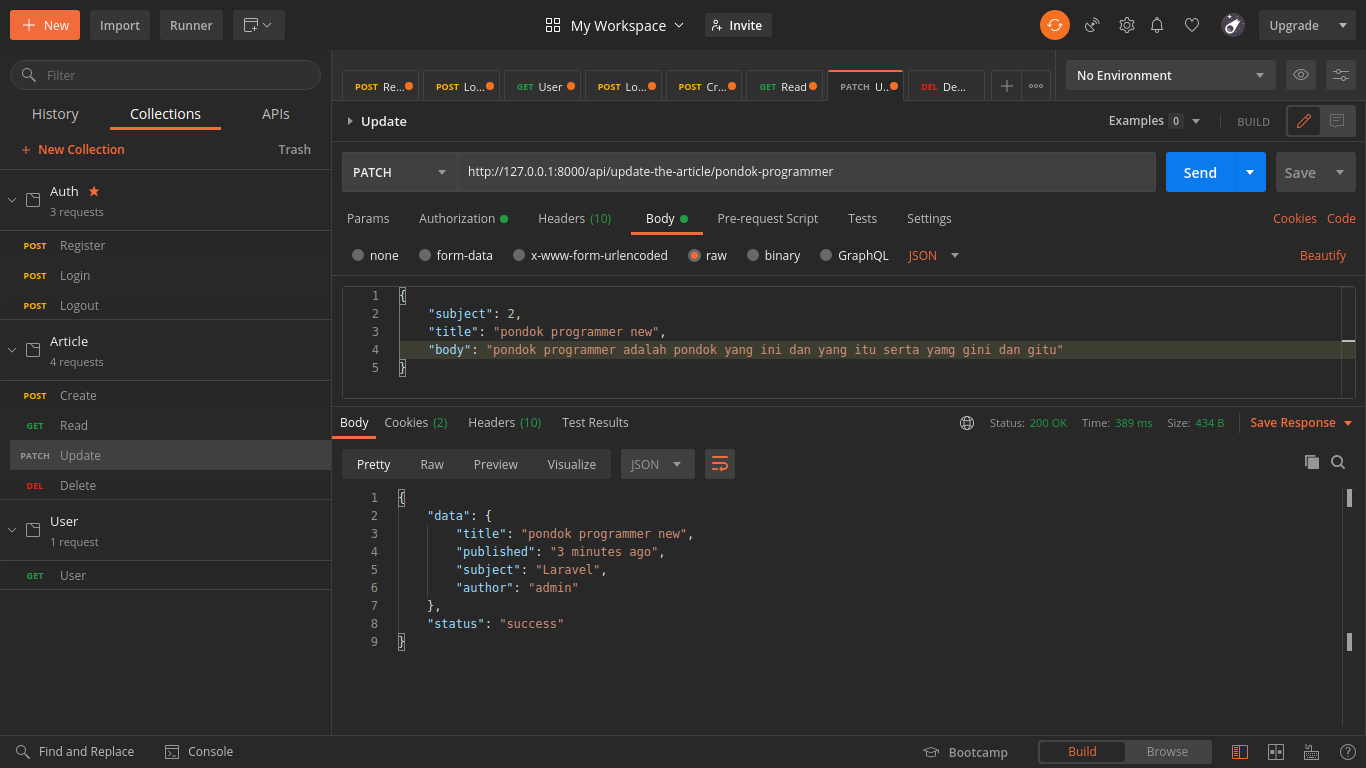 New Import Runner My Workspace Invite Upgrade
Filter
History Collections APIs
+ New Collection Trash
Auth
3 requests
POST Register
POST Login
POST Logout
Article
4 requests
POST Create
GET Read
PATCH Update
DEL Delete
User
1 request
GET User
POST Re... POST Lo... GET User POST Lo... POST Cr... GET Read PATCH U... DEL De...
No Environment
Update Examples 0 BUILD
PATCH http://127.0.0.1:8000/api/update-the-article/pondok-programmer Send Save
Params Authorization Headers (10) Body Pre-request Script Tests Settings Cookies Code
none form-data x-www-form-urlencoded raw binary GraphQL JSON Beautify
1 {
2 "subject": 2,
3 "title": "pondok programmer new",
4 "body": "pondok programmer adalah pondok yang ini dan yang itu serta yamg gini dan gitu"
5 }
Body Cookies (2) Headers (10) Test Results Status: 200 OK Time: 389 ms Size: 434 B Save Response
Pretty Raw Preview Visualize JSON
1 {
2 "data": {
3 "title": "pondok programmer new",
4 "published": "3 minutes ago",
5 "subject": "Laravel",
6 "author": "admin"
7 },
8 "status": "success"
9 }
Find and Replace Console Bootcamp Build Browse